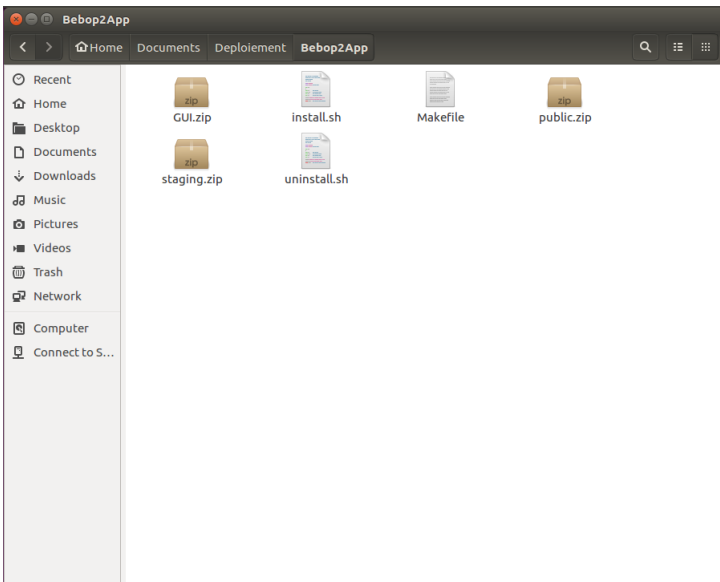 Bebop2App
Home Documents Deploiement Bebop2App
Recent
Home
Desktop
Documents
Downloads
Music
Pictures
Videos
Trash
Network
Computer
Connect to S...
zip zip
GUI.zip install.sh Makefile public.zip
zip
staging.zip uninstall.sh